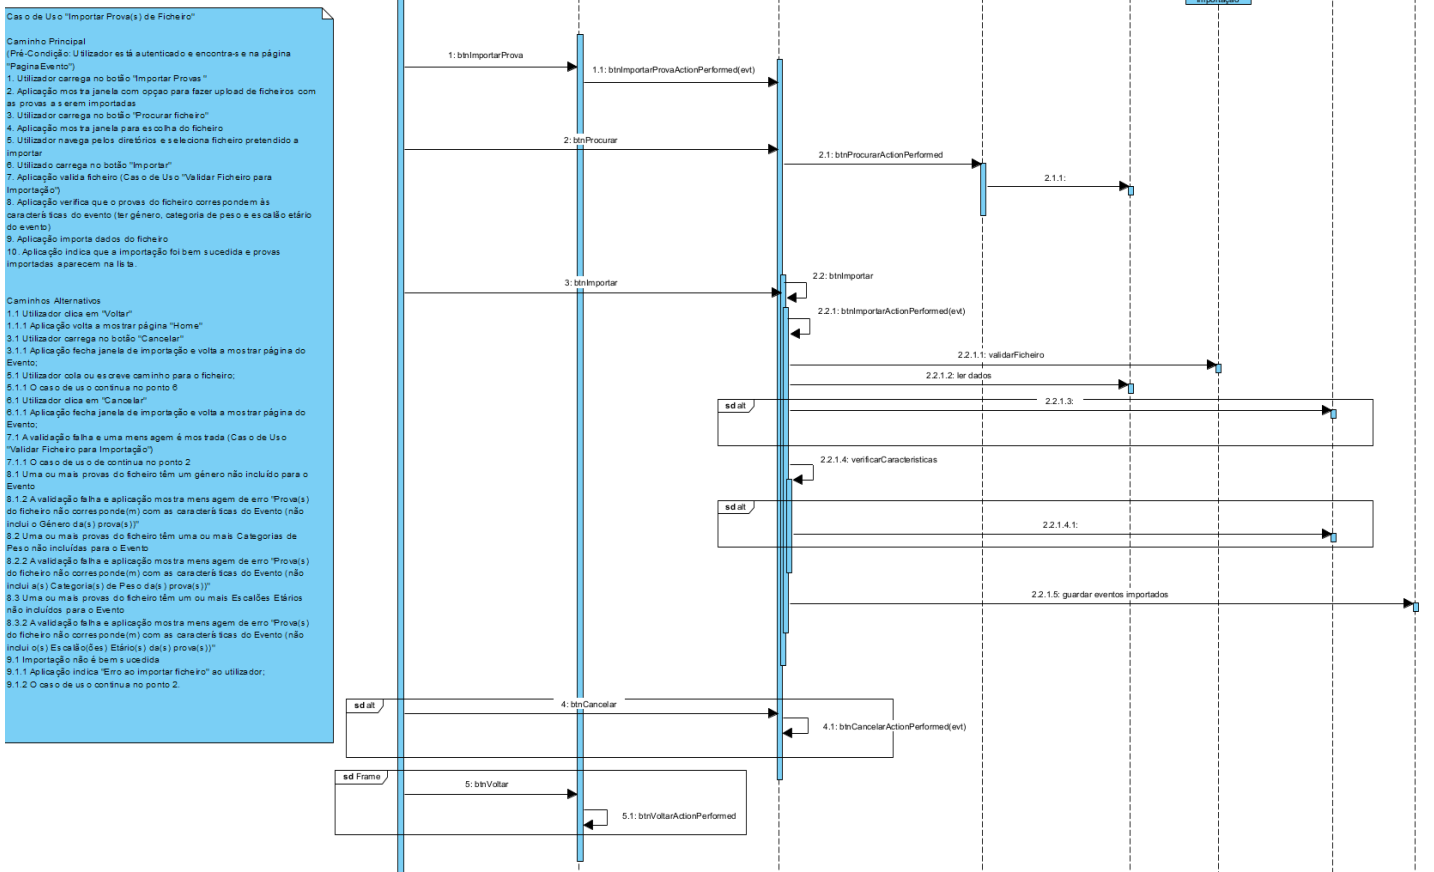 Importação
Caso de Uso "Importar Prova(s) de Ficheiro"
Caminho Principal
(Pré-Condição: Utilizador está autenticado e encontra-se na página
"PaginaEvento")
1. Utilizador carrega no botão "Importar Provas "
2. Aplicação mostra janela com opçao para fazer upload de ficheiros com
as provas a serem importadas
3. Utilizador carrega no botão "Procurar ficheiro"
4. Aplicação mostra janela para escolha do ficheiro
5. Utilizador navega pelos diretórios e seleciona ficheiro pretendido a
importar
6. Utilizado carrega no botão "Importar"
7. Aplicação valida ficheiro (Caso de Uso "Validar Ficheiro para
Importação")
8. Aplicação verifica que o provas do ficheiro correspondem às
características do evento (ter género, categoria de peso e escalão etário
do evento)
9. Aplicação importa dados do ficheiro
10. Aplicação indica que a importação foi bem sucedida e provas
importadas aparecem na lista.
Caminhos Alternativos
1.1 Utilizador clica em "Voltar"
1.1.1 Aplicação volta a mostrar página "Home"
3.1 Utilizador carrega no botão "Cancelar"
3.1.1 Aplicação fecha janela de importação e volta a mostrar página do
Evento;
5.1 Utilizador cola ou escreve caminho para o ficheiro;
5.1.1 O caso de uso continua no ponto 6
6.1 Utilizador clica em "Cancelar"
6.1.1 Aplicação fecha janela de importação e volta a mostrar página do
Evento;
7.1 A validação falha e uma mensagem é mostrada (Caso de Uso
"Validar Ficheiro para Importação")
7.1.1 O caso de uso de continua no ponto 2
8.1 Uma ou mais provas do ficheiro têm um género não incluído para o
Evento
8.1.2 A validação falha e aplicação mostra mensagem de erro "Prova(s)
do ficheiro não corresponde(m) com as características do Evento (não
inclui o Género da(s) prova(s))"
8.2 Uma ou mais provas do ficheiro têm uma ou mais Categorias de
Peso não incluídas para o Evento
8.2.2 A validação falha e aplicação mostra mensagem de erro "Prova(s)
do ficheiro não corresponde(m) com as características do Evento (não
inclui a(s) Categoria(s) de Peso da(s) prova(s))"
8.3 Uma ou mais provas do ficheiro têm um ou mais Escalões Etários
não incluídos para o Evento
8.3.2 A validação falha e aplicação mostra mensagem de erro "Prova(s)
do ficheiro não corresponde(m) com as características do Evento (não
inclui o(s) Escalão(ões) Etário(s) da(s) prova(s))"
9.1 Importação não é bem sucedida
9.1.1 Aplicação indica "Erro ao importar ficheiro" ao utilizador;
9.1.2 O caso de uso continua no ponto 2.
1: btnImportarProva
1.1: btnImportarProvaActionPerformed(evt)
2: btnProcurar
2.1: btnProcurarActionPerformed
2.1.1:
2.2: btnImportar
3: btnImportar
2.2.1: btnImportarActionPerformed(evt)
2.2.1.1: validarFicheiro
2.2.1.2: ler dados
sd alt
2.2.1.3:
2.2.1.4: verificarCaracteristicas
sd alt
2.2.1.4.1:
2.2.1.5: guardar eventos importados
sd alt
4: btnCancelar
4.1: btnCancelarActionPerformed(evt)
sd Frame
5: btnVoltar
5.1: btnVoltarActionPerformed